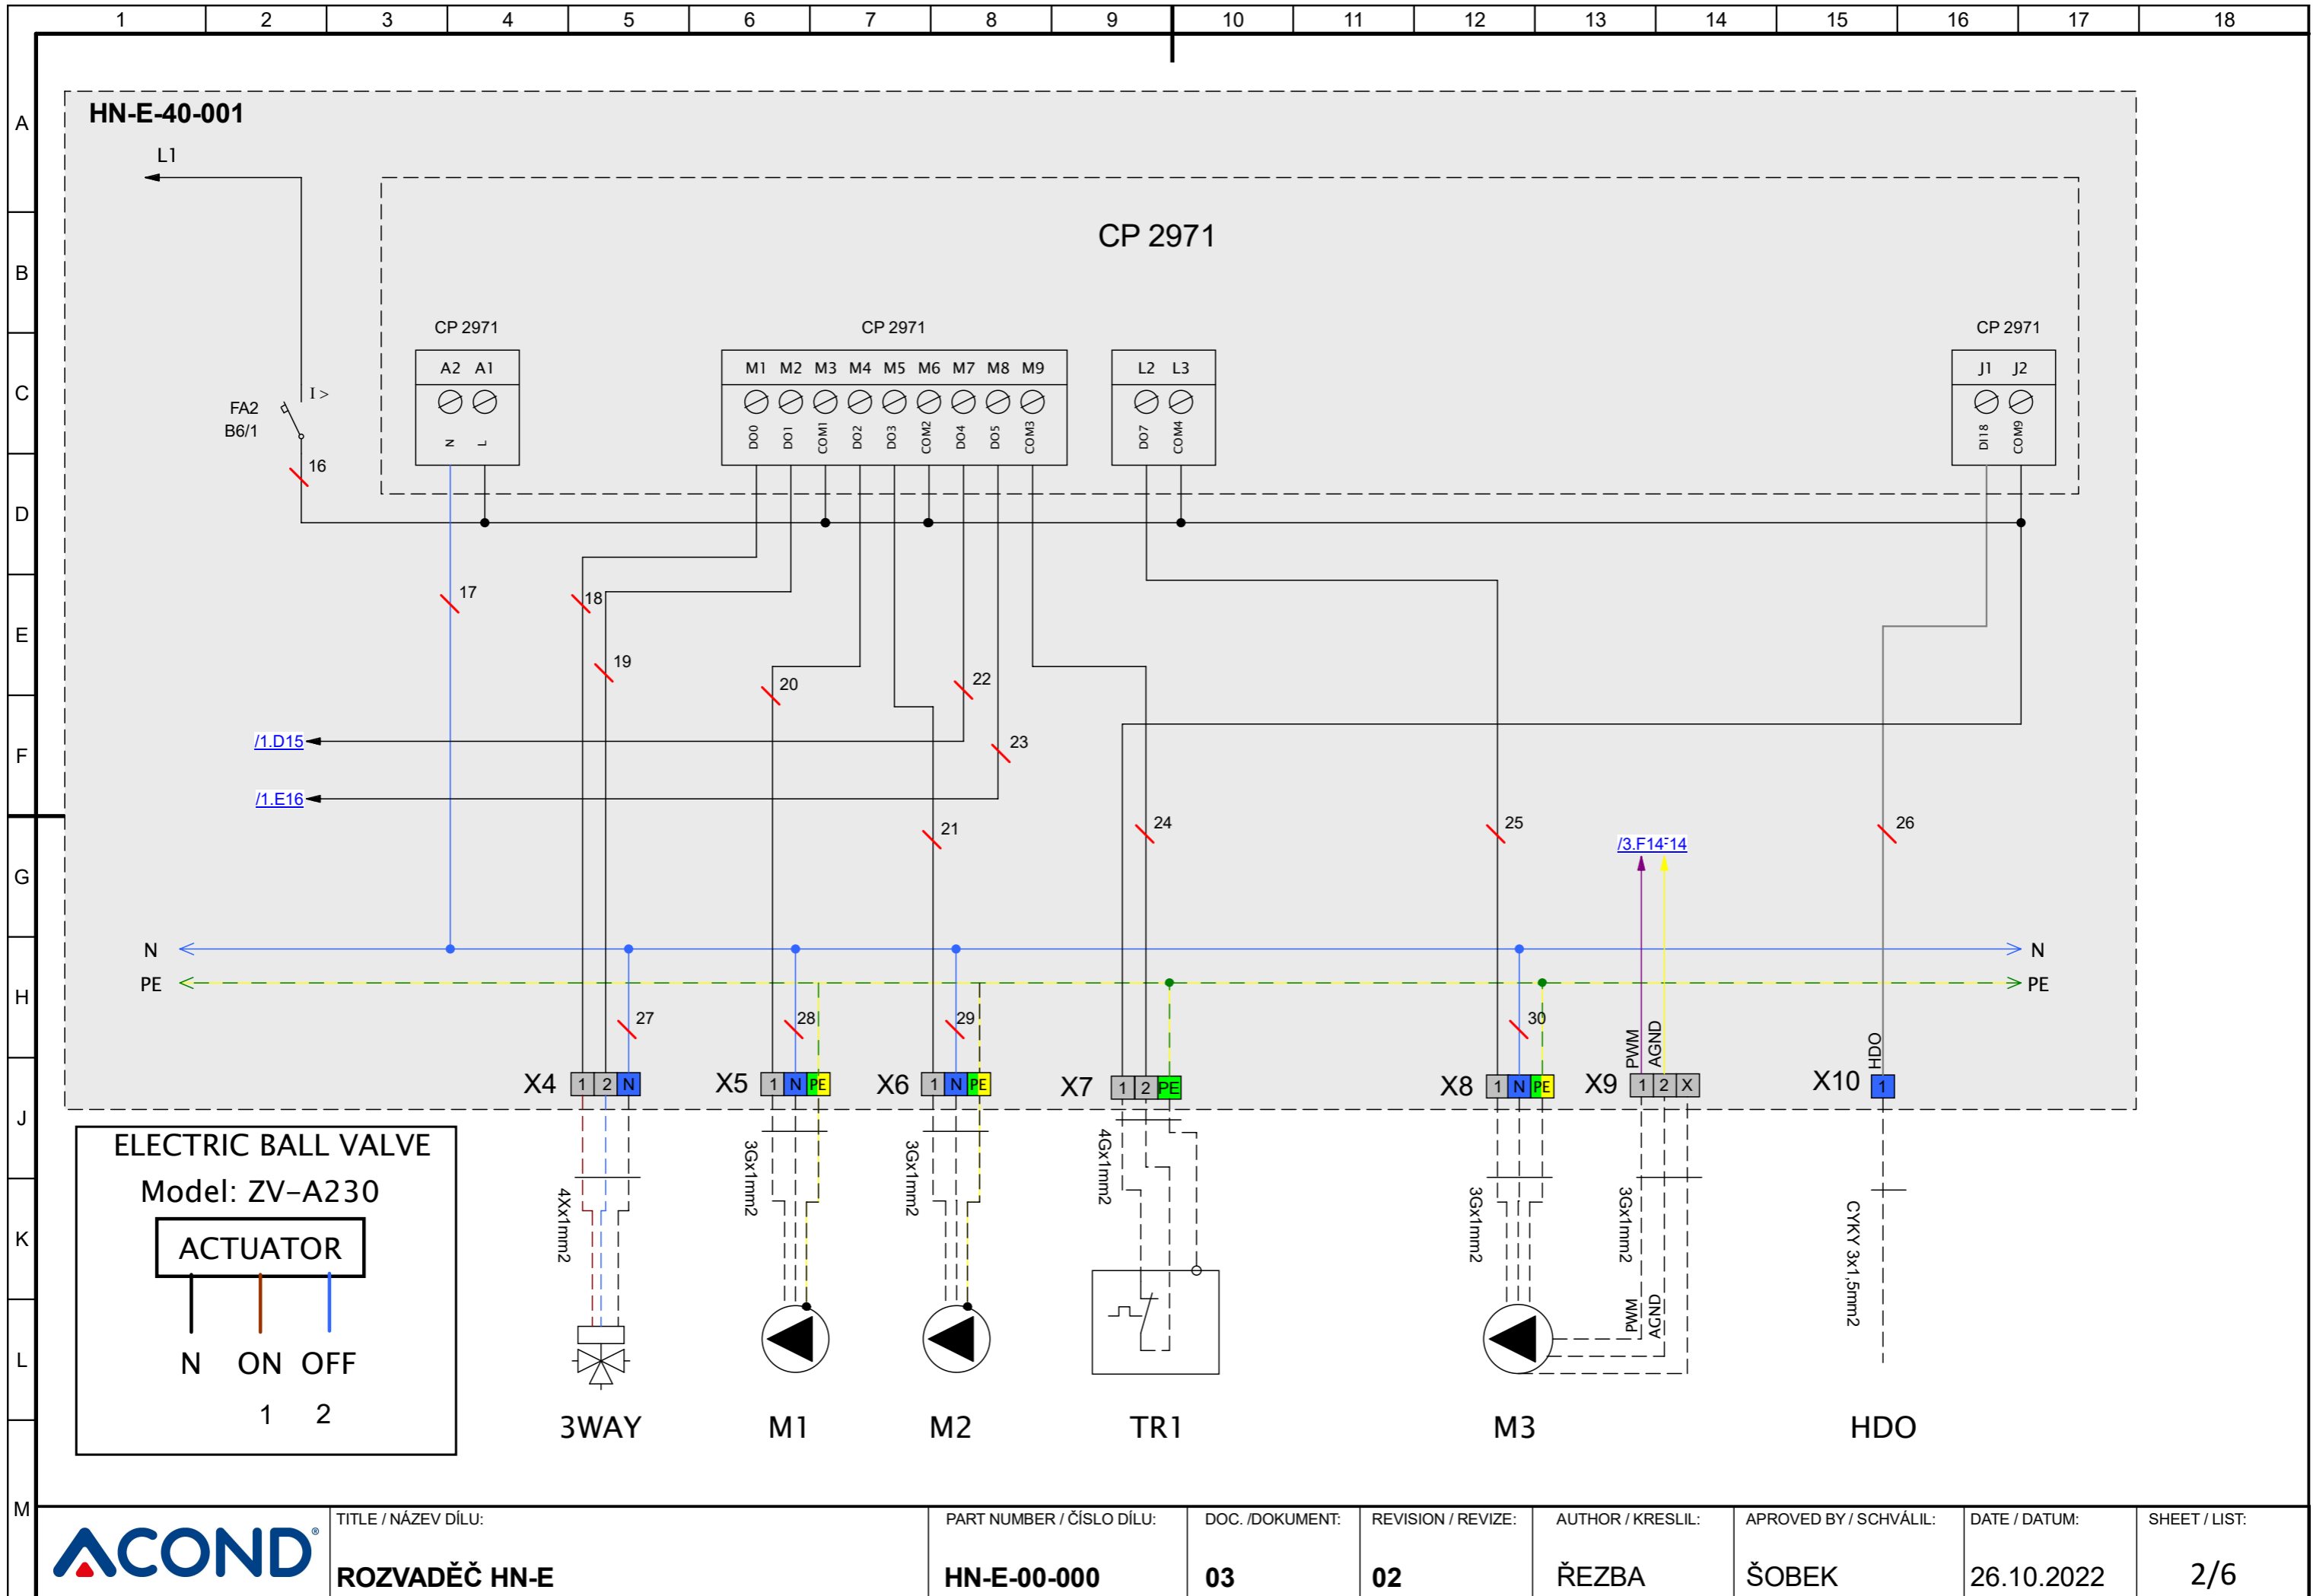 1 2 3 4 5 6 7 8 9 10 11 12 13 14 15 16 17 18
A
B
C
D
E
F
G
H
J
K
L
M
HN-E-40-001
L1
CP 2971
CP 2971
CP 2971
CP 2971
A2 A1
M1 M2 M3 M4 M5 M6 M7 M8 M9
L2 L3
J1 J2
I >
FA2
B6/1
N L
DO0 DO1 COM1 DO2 DO3 COM2 DO4 DO5 COM3
DO7 COM4
DI18 COM9
16
17
18
19
20
22
23
/1.D15
/1.E16
21
24
25
26
/3.F14
N
N
PE
PE
27
28
29
30
PWM
AGND
HDO
X4 1 2 N
X5 1 N PE
X6 1 N PE
X7 1 2 PE
X8 1 N PE
X9 1 2 X
X10 1
4Xx1mm2
3Gx1mm2
3Gx1mm2
4Gx1mm2
3Gx1mm2
3Gx1mm2
CYKY 3x1,5mm2
PWM
AGND
ELECTRIC BALL VALVE
Model: ZV-A230
ACTUATOR
N ON OFF
1 2
3WAY
M1
M2
TR1
M3
HDO
ACOND®
TITLE / NÁZEV DÍLU:
ROZVADĚČ HN-E
PART NUMBER / ČÍSLO DÍLU:
HN-E-00-000
DOC. /DOKUMENT:
03
REVISION / REVIZE:
02
AUTHOR / KRESLIL:
ŘEZBA
APROVED BY / SCHVÁLIL:
ŠOBEK
DATE / DATUM:
26.10.2022
SHEET / LIST:
2/6